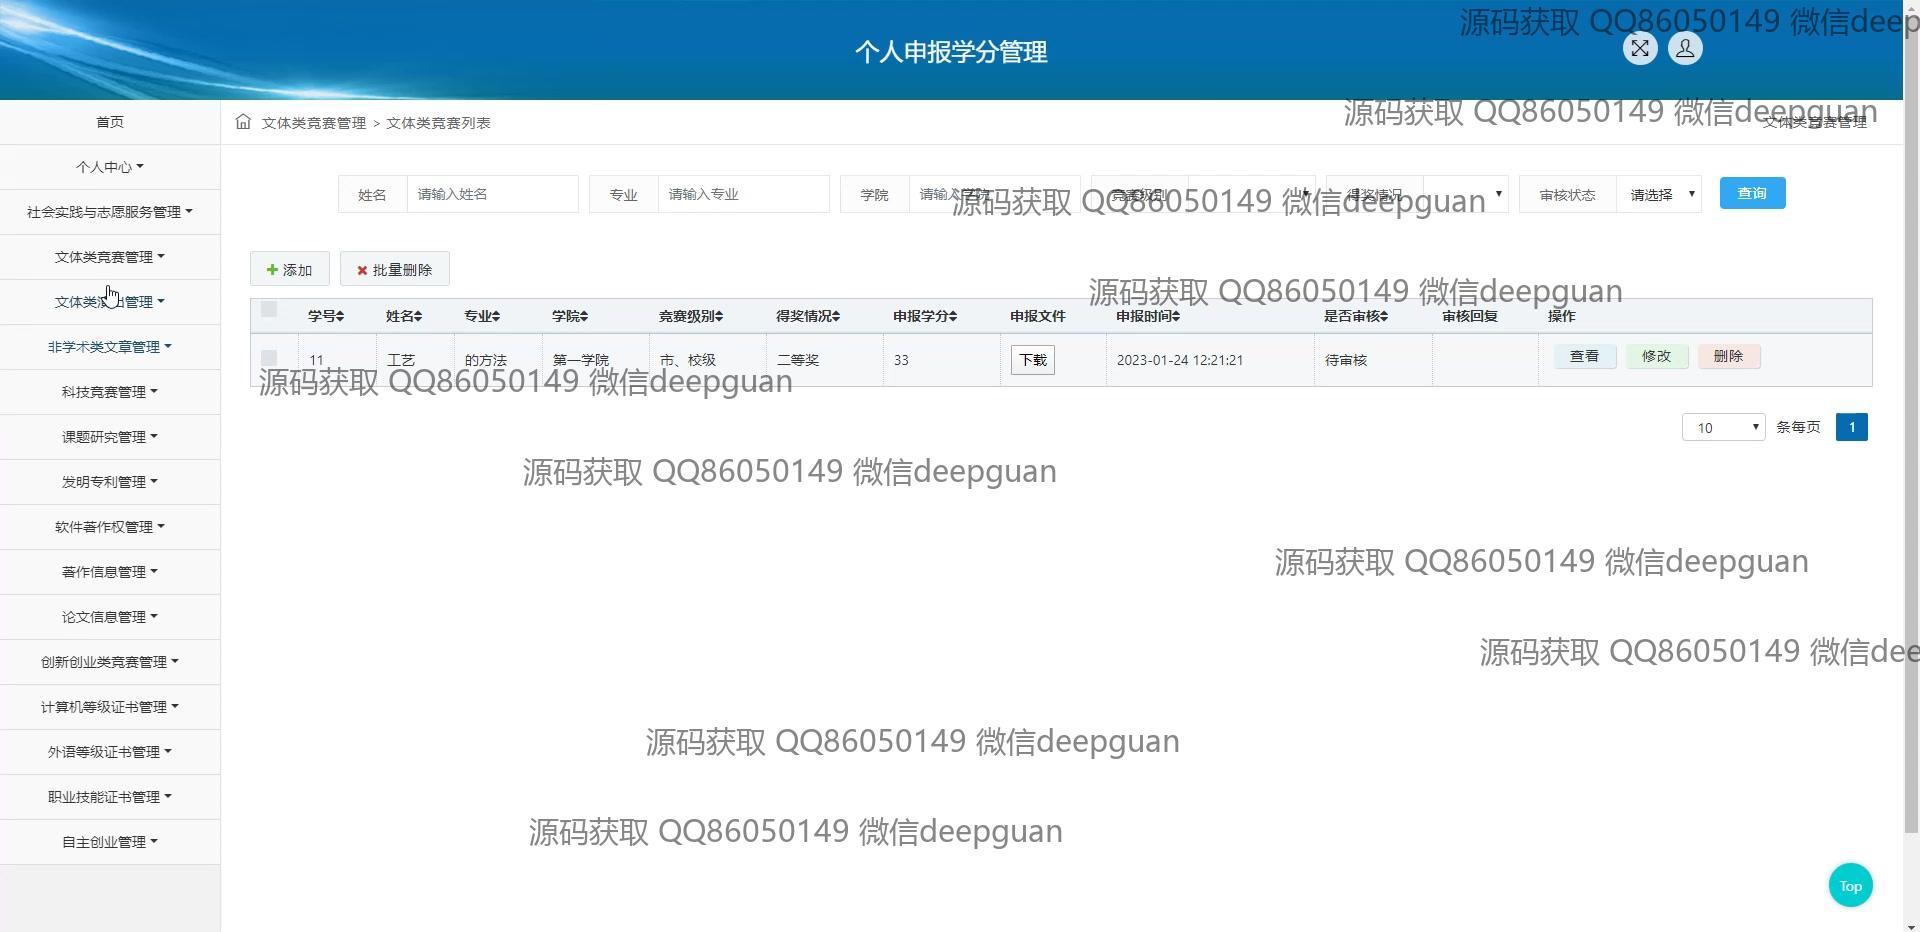 源码获取 QQ86050149 微信deep
个人申报学分管理
源码获取 QQ86050149 微信deepguan
首页
文体类竞赛管理 > 文体类竞赛列表
文体类竞赛管理
个人中心
姓名 请输入姓名
专业 请输入专业
学院 请输入学院
竞赛级别
得奖情况
审核状态 请选择
查询
源码获取 QQ86050149 微信deepguan
社会实践与志愿服务管理
文体类竞赛管理
添加
批量删除
源码获取 QQ86050149 微信deepguan
文体类演出管理
学号 姓名 专业 学院 竞赛级别 得奖情况 申报学分 申报文件 申报时间 是否审核 审核回复 操作
非学术类文章管理
11 工艺 的方法 第一学院 市、校级 二等奖 33 下载 2023-01-24 12:21:21 待审核 查看 修改 删除
源码获取 QQ86050149 微信deepguan
科技竞赛管理
10 条每页 1
课题研究管理
源码获取 QQ86050149 微信deepguan
发明专利管理
软件著作权管理
源码获取 QQ86050149 微信deepguan
著作信息管理
论文信息管理
源码获取 QQ86050149 微信dee
创新创业类竞赛管理
计算机等级证书管理
源码获取 QQ86050149 微信deepguan
外语等级证书管理
职业技能证书管理
源码获取 QQ86050149 微信deepguan
自主创业管理
Top